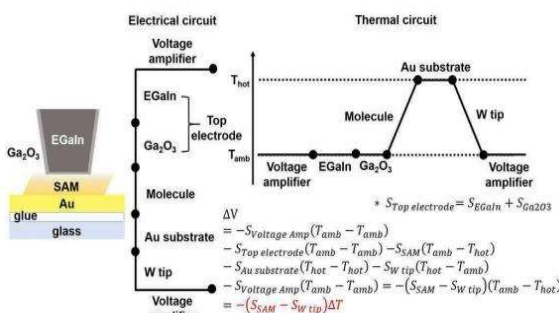 Electrical circuit
Thermal circuit
Voltage amplifier
EGaIn
Top electrode
Ga₂O₃
Molecule
Au substrate
W tip
Voltage
EGaIn
Ga₂O₃
SAM
Au
glue
glass
Au substrate
T_hot
Molecule
W tip
T_amb
Voltage amplifier
EGaIn
Ga₂O₃
Voltage amplifier
* S_Top electrode = S_EGaIn + S_Ga2O3
ΔV
= −S_Voltage Amp(T_amb − T_amb)
− S_Top electrode(T_amb − T_amb) − S_SAM(T_amb − T_hot)
− S_Au substrate(T_hot − T_hot) − S_W tip(T_hot − T_amb)
− S_Voltage Amp(T_amb − T_amb) = −(S_SAM − S_W tip)(T_amb − T_hot)
= −(S_SAM − S_W tip)ΔT